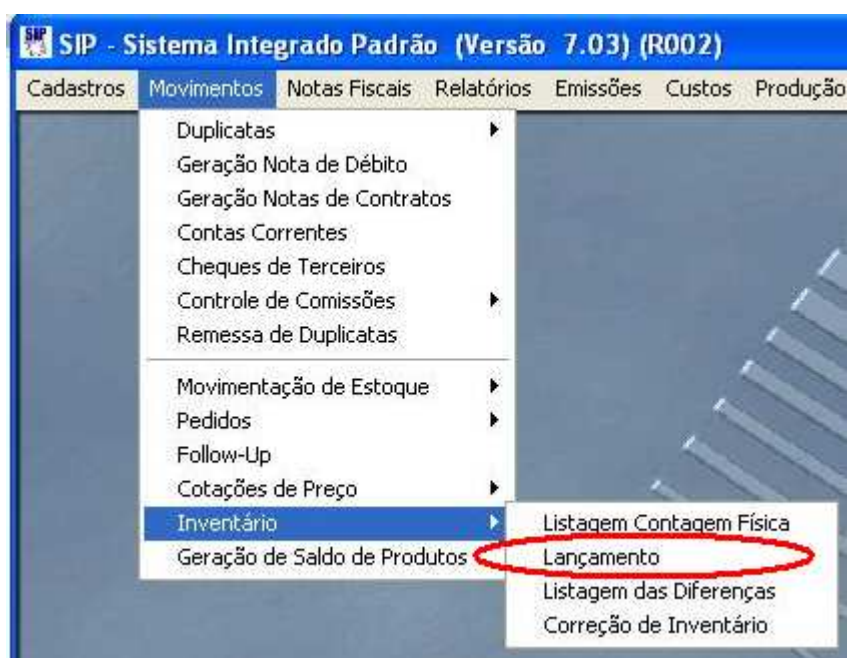 SIP - Sistema Integrado Padrão (Versão 7.03) (R002)
Cadastros Movimentos Notas Fiscais Relatórios Emissões Custos Produção
Duplicatas
Geração Nota de Débito
Geração Notas de Contratos
Contas Correntes
Cheques de Terceiros
Controle de Comissões
Remessa de Duplicatas
Movimentação de Estoque
Pedidos
Follow-Up
Cotações de Preço
Inventário
Geração de Saldo de Produtos
Listagem Contagem Física
Lançamento
Listagem das Diferenças
Correção de Inventário